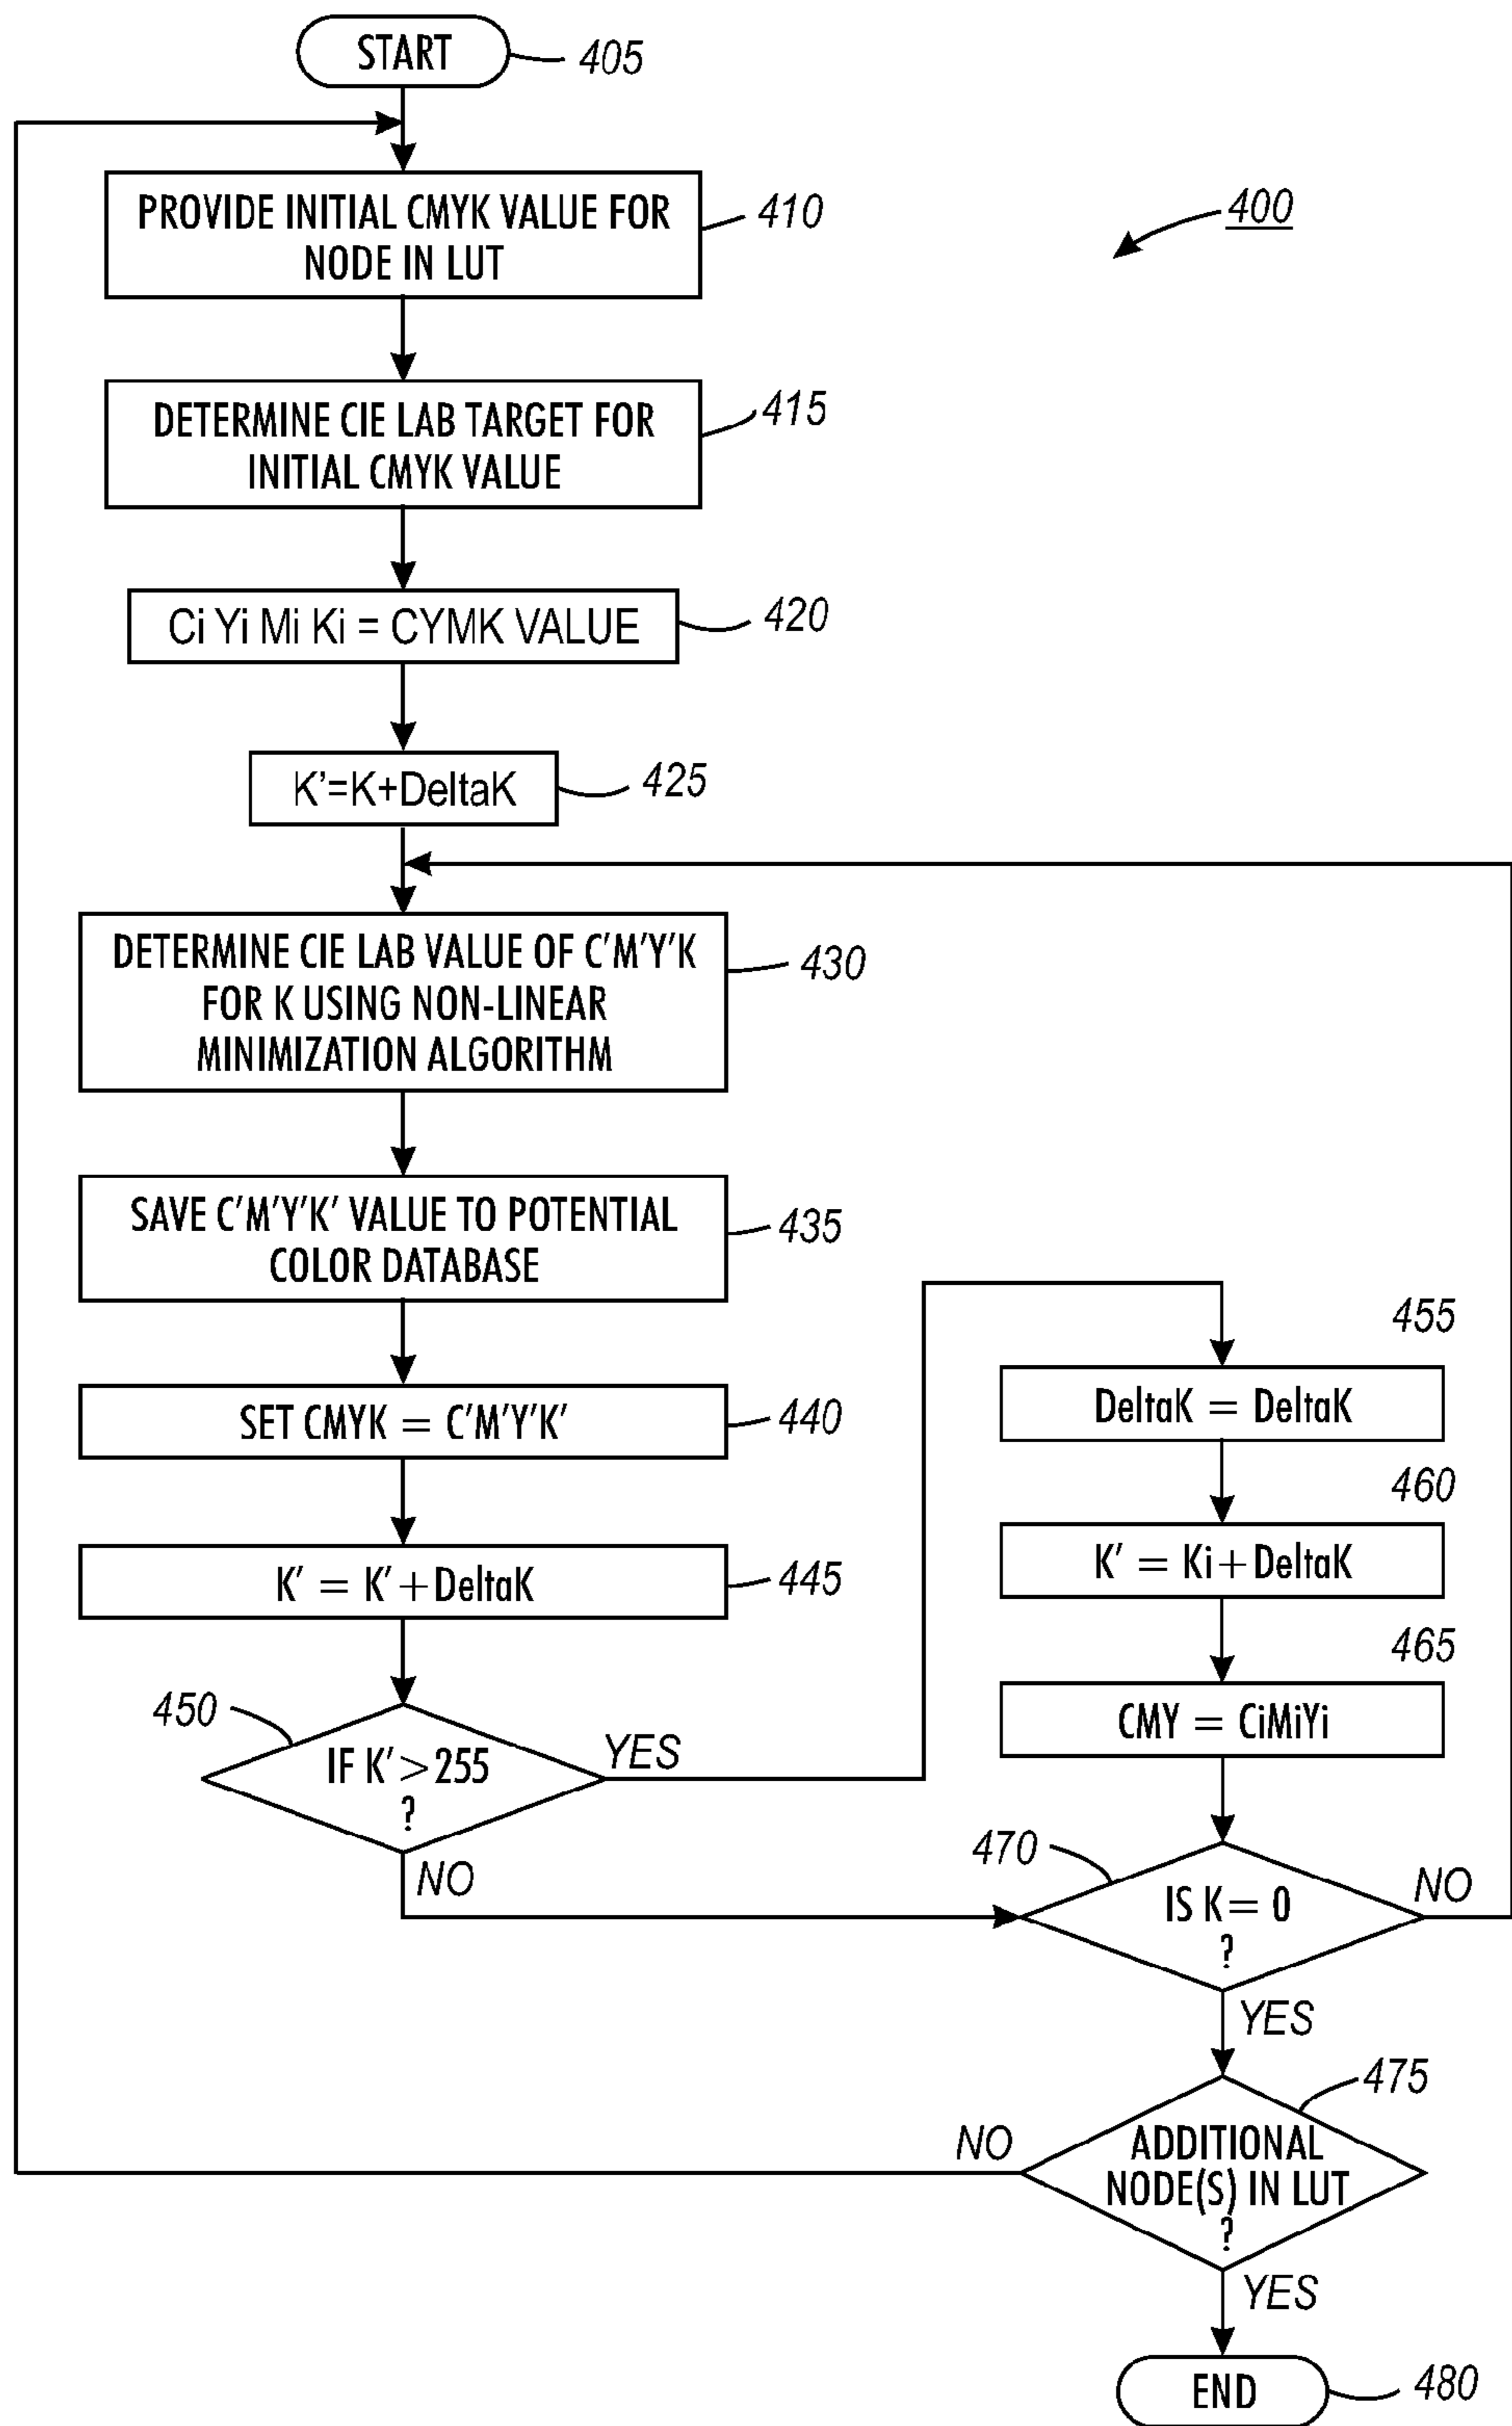 START
405
PROVIDE INITIAL CMYK VALUE FOR
NODE IN LUT
410
400
DETERMINE CIE LAB TARGET FOR
INITIAL CMYK VALUE
415
Ci Yi Mi Ki = CYMK VALUE
420
K'=K+DeltaK
425
DETERMINE CIE LAB VALUE OF C'M'Y'K
FOR K USING NON-LINEAR
MINIMIZATION ALGORITHM
430
SAVE C'M'Y'K' VALUE TO POTENTIAL
COLOR DATABASE
435
SET CMYK = C'M'Y'K'
440
K' = K'+DeltaK
445
450
IF K'>255
?
YES
NO
455
DeltaK = DeltaK
460
K' = Ki+DeltaK
465
CMY = CiMiYi
470
IS K= 0
?
NO
YES
475
ADDITIONAL
NODE(S) IN LUT
?
NO
YES
END
480